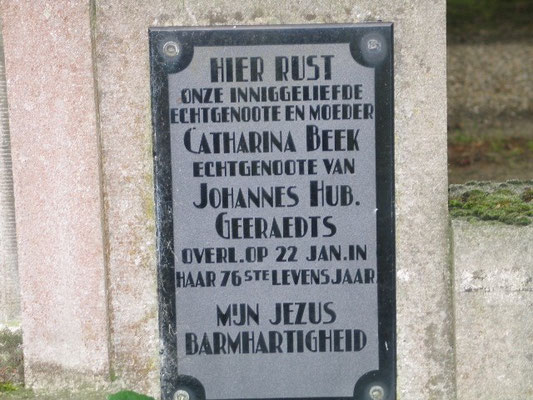 HIER RUST
ONZE INNIGGELIEFDE
ECHTGENOOTE EN MOEDER
CATHARINA BEEK
ECHTGENOOTE VAN
JOHANNES HUB.
GEERAEDTS
OVERL. OP 22 JAN. IN
HAAR 76STE LEVENSJAAR
MIJN JEZUS
BARMHARTIGHEID